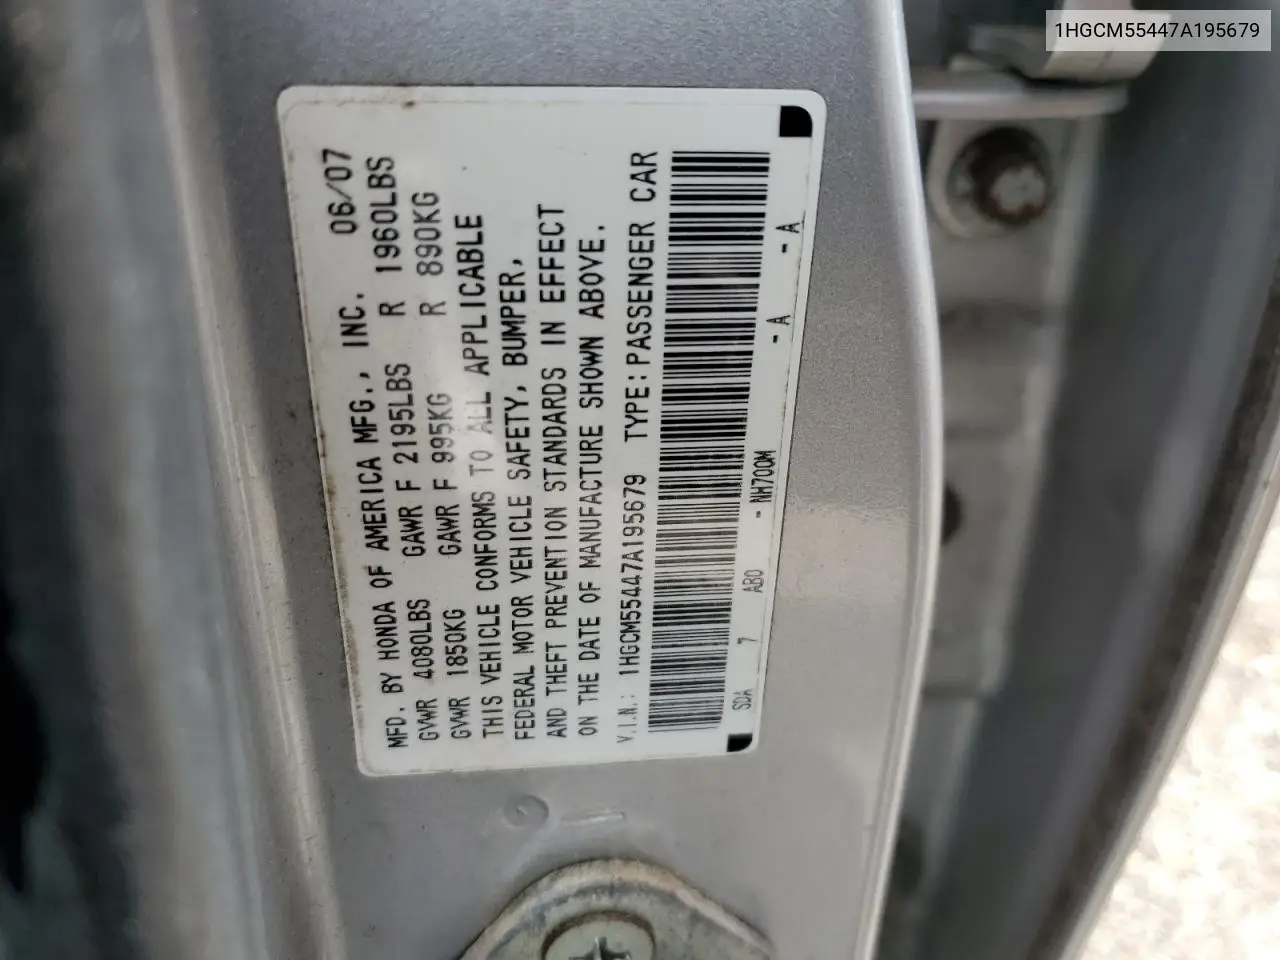 1HGCM55447A195679
MFD. BY HONDA OF AMERICA MFG., INC. 06/07
GVWR 4080LBS GAWR F 2195LBS R 1960LBS
GVWR 1850KG GAWR F 995KG R 890KG
THIS VEHICLE CONFORMS TO ALL APPLICABLE
FEDERAL MOTOR VEHICLE SAFETY, BUMPER,
AND THEFT PREVENTION STANDARDS IN EFFECT
ON THE DATE OF MANUFACTURE SHOWN ABOVE.
V.I.N.: 1HGCM55447A195679 TYPE: PASSENGER CAR
SDA 7 AB0 - NH700M - A - A